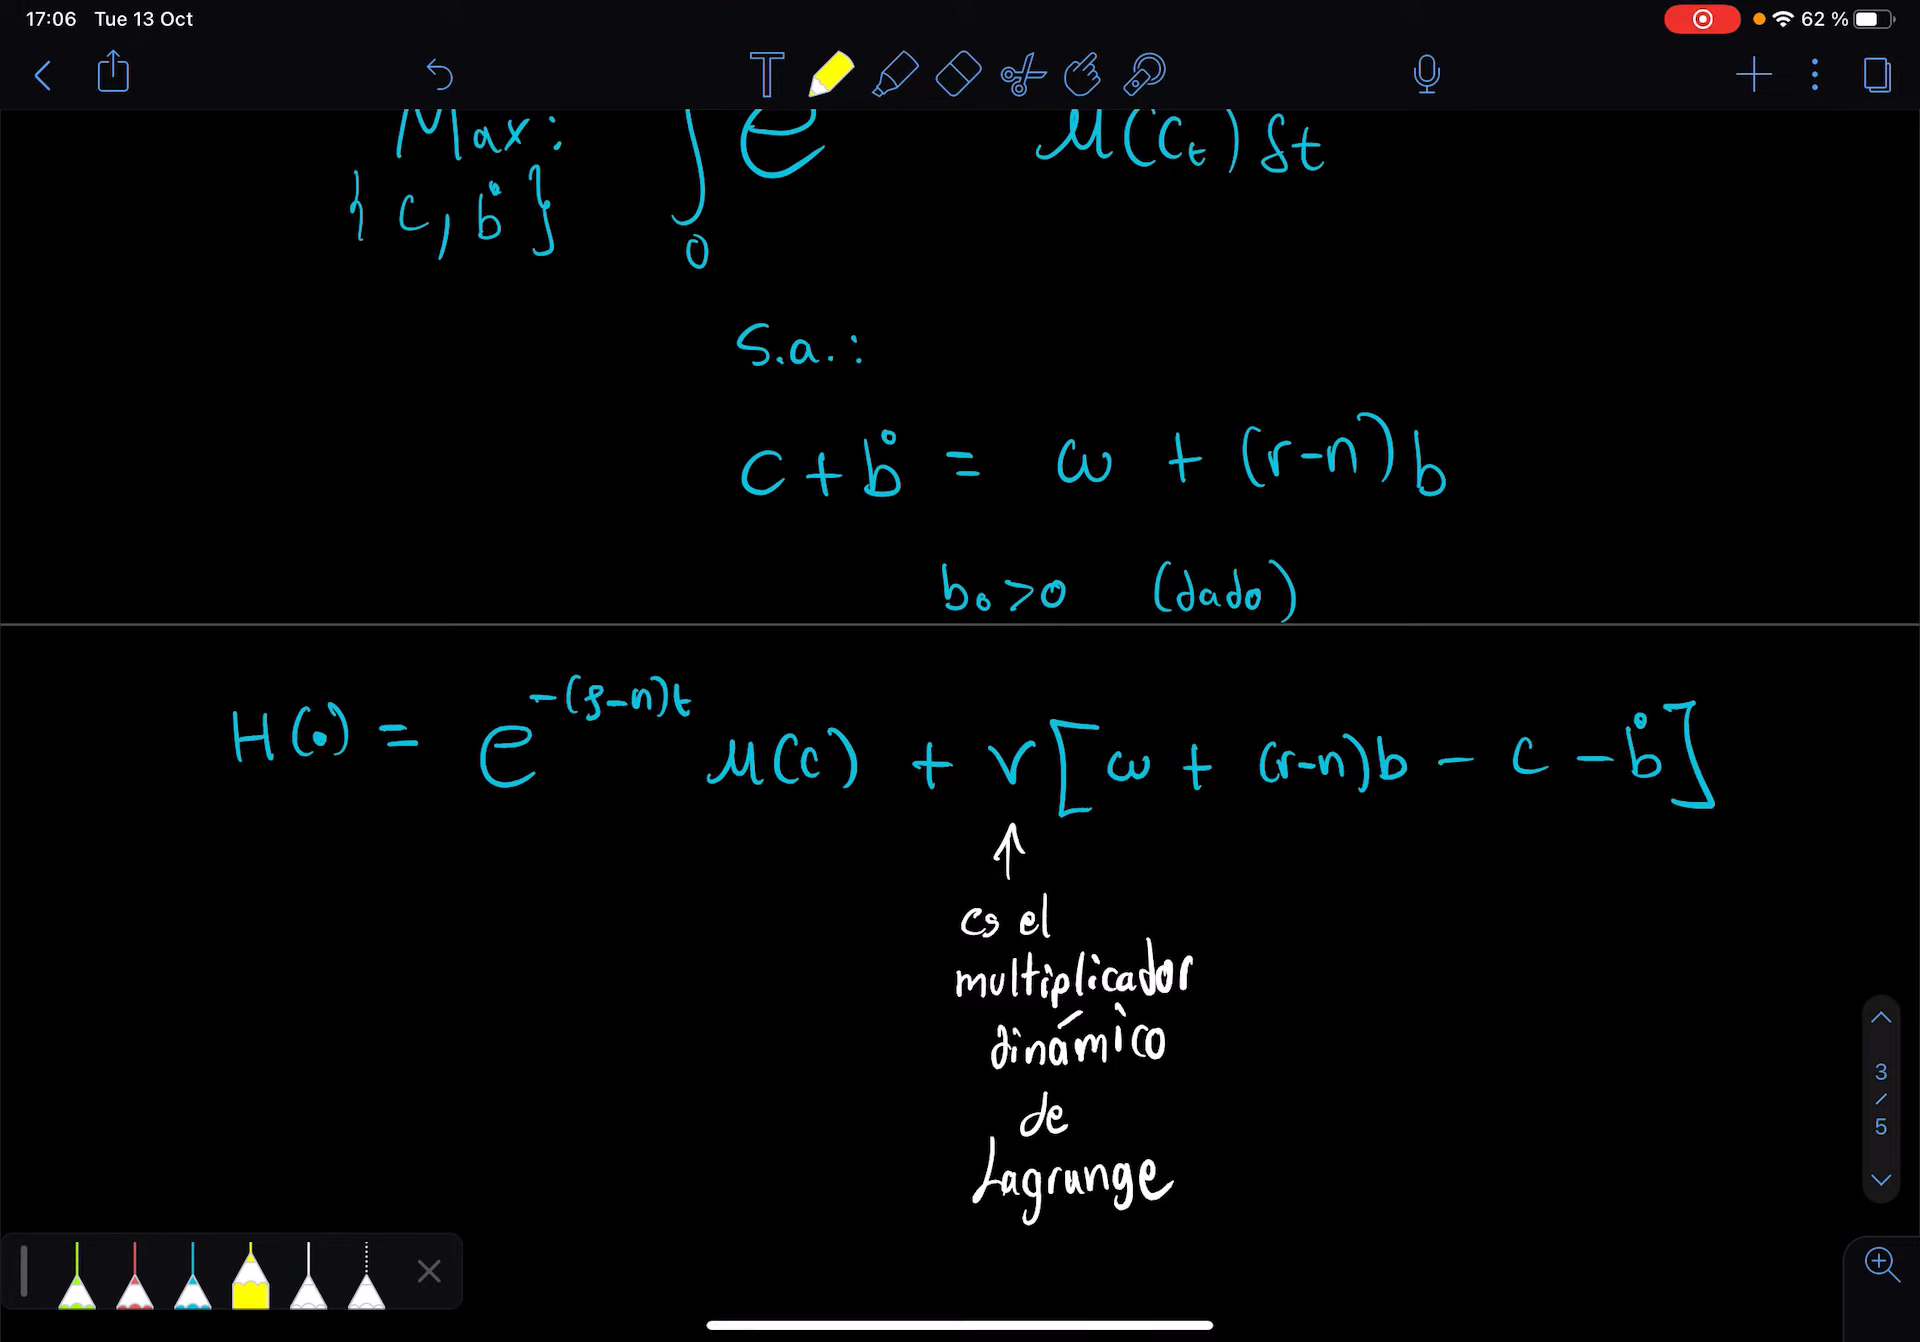 17:06 Tue 13 Oct 62 %
T
Max: ∫ e u(c_t) δt
{c, ḃ} 0
s.a.:
c + ḃ = w + (r-n)b
b₀ > 0 (dado)
H(•) = e^{-(ρ-n)t} u(c) + v[w + (r-n)b - c - ḃ]
↑
es el
multiplicador
dinámico
de
Lagrange
3
/
5